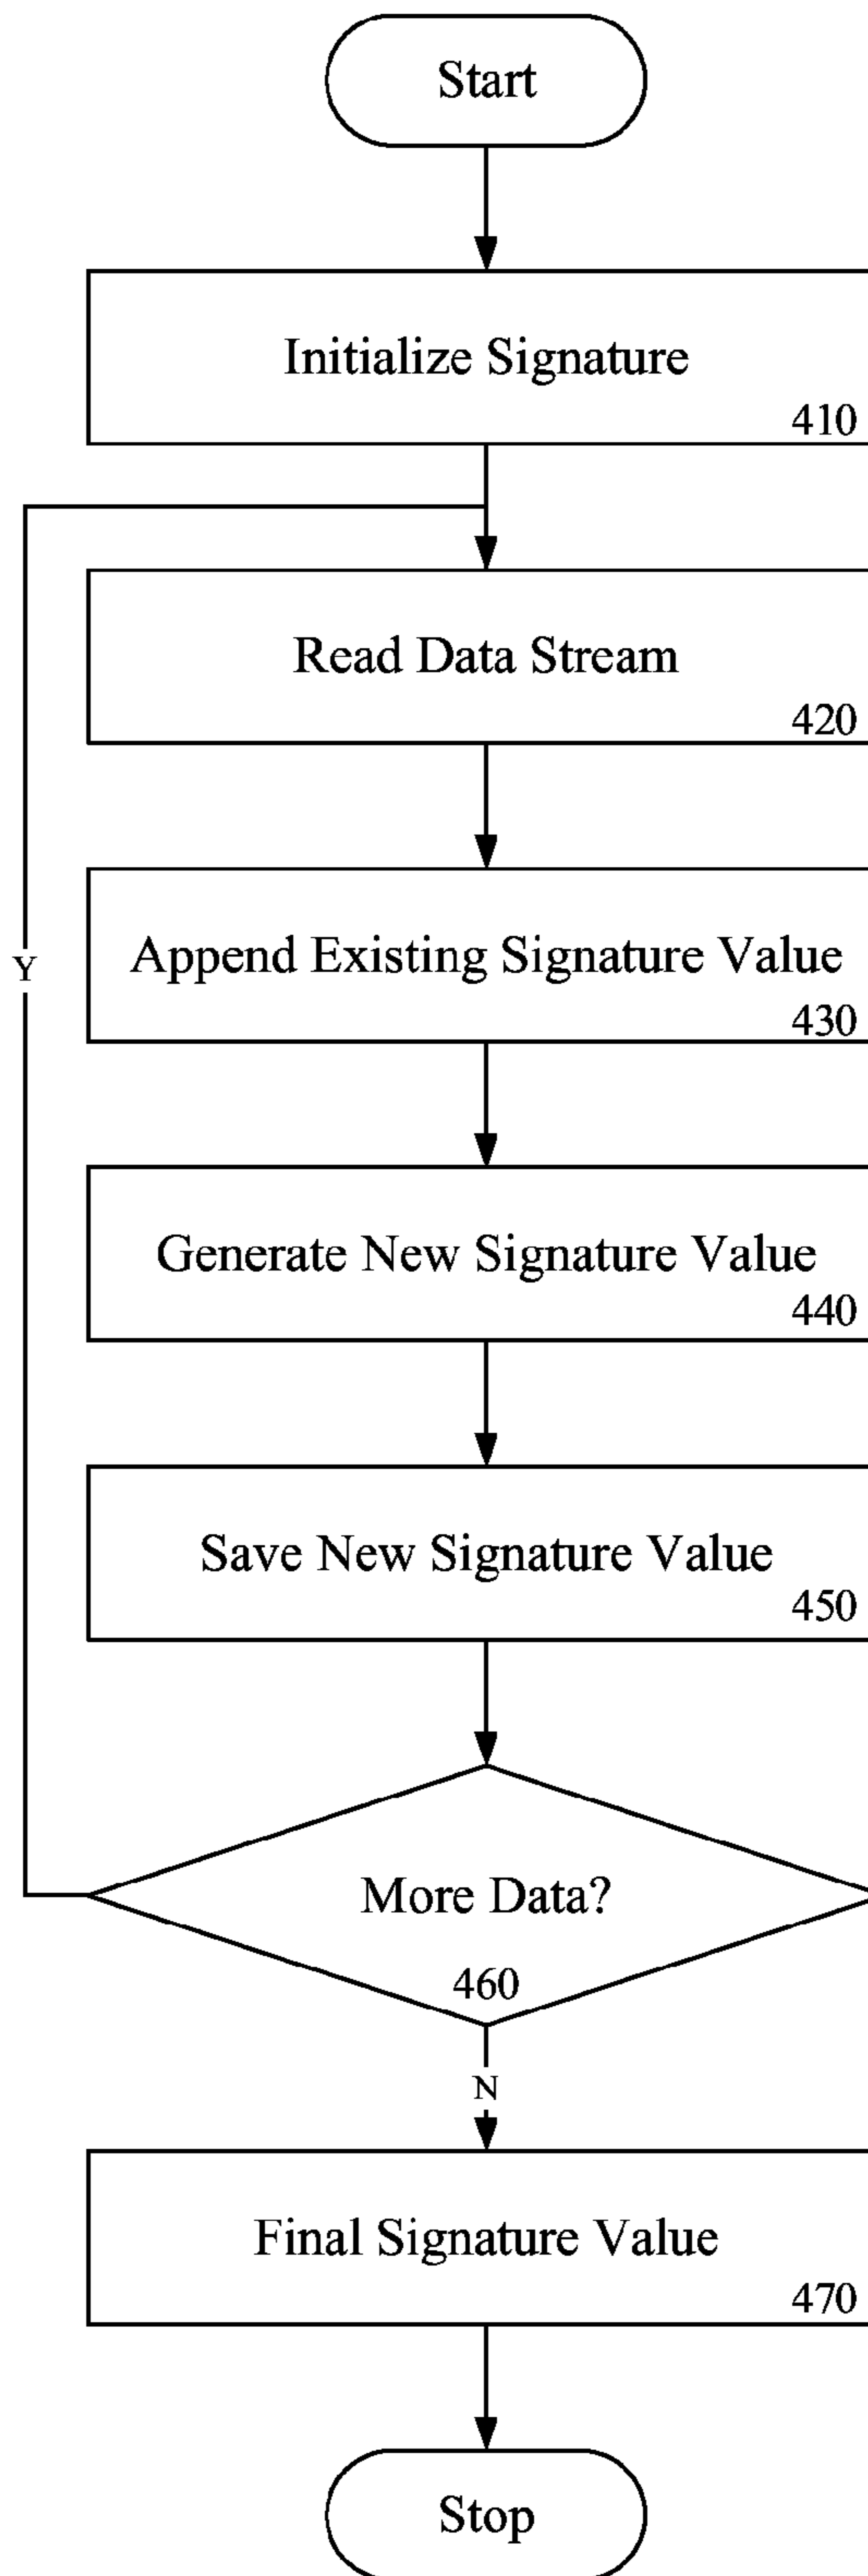 Start
Initialize Signature
410
Read Data Stream
420
Append Existing Signature Value
430
Y
Generate New Signature Value
440
Save New Signature Value
450
More Data?
460
N
Final Signature Value
470
Stop